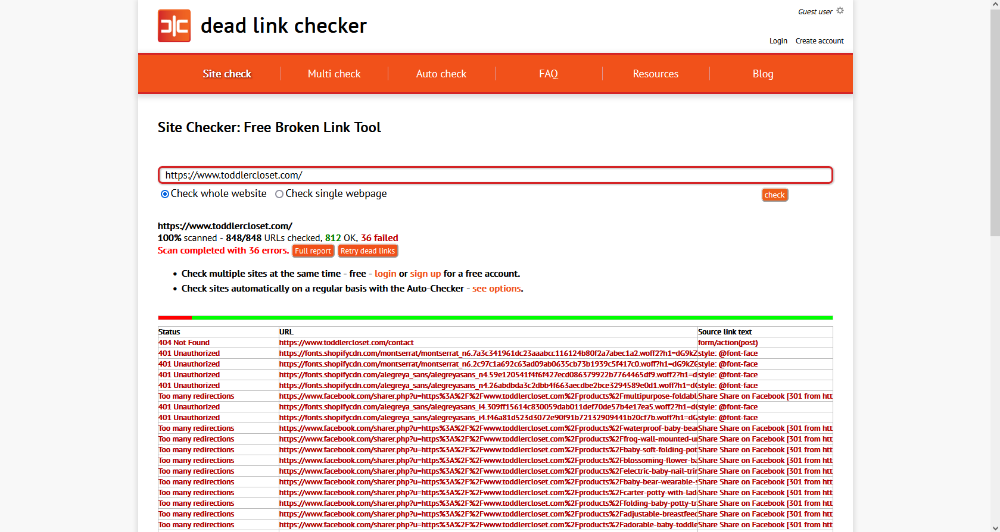 dead link checker
Guest user
Login Create account
Site check Multi check Auto check FAQ Resources Blog
Site Checker: Free Broken Link Tool
https://www.toddlercloset.com/
Check whole website Check single webpage check
https://www.toddlercloset.com/
100% scanned - 848/848 URLs checked, 812 OK, 36 failed
Scan completed with 36 errors. Full report Retry dead links
• Check multiple sites at the same time - free - login or sign up for a free account.
• Check sites automatically on a regular basis with the Auto-Checker - see options.
Status URL Source link text
404 Not Found https://www.toddlercloset.com/contact form/action(post)
401 Unauthorized https://fonts.shopifycdn.com/montserrat/montserrat_n6.7a3c341961dc23aaabcc116124b80f2a7abec1a2.woff2?h1=dG9kZ style: @font-face
401 Unauthorized https://fonts.shopifycdn.com/montserrat/montserrat_n6.2c97c1a692c63ad09ab0635cb73b1939c5f417c0.woff?h1=dG9kZG style: @font-face
401 Unauthorized https://fonts.shopifycdn.com/alegreya_sans/alegreyasans_n4.59e120541f4f6f427ecd086379922b7764465df9.woff2?h1=d style: @font-face
401 Unauthorized https://fonts.shopifycdn.com/alegreya_sans/alegreyasans_n4.26abdbda3c2dbb4f663aecdbe2bce3294589e0d1.woff?h1=dG style: @font-face
Too many redirections https://www.facebook.com/sharer.php?u=https%3A%2F%2Fwww.toddlercloset.com%2Fproducts%2Fmultipurpose-foldable Share Share on Facebook [301 from htt
401 Unauthorized https://fonts.shopifycdn.com/alegreya_sans/alegreyasans_i4.309ff15614c830059dab011def70de57b4e17ea5.woff2?h1=dG style: @font-face
401 Unauthorized https://fonts.shopifycdn.com/alegreya_sans/alegreyasans_i4.f46a81d523d3072e90f91b72132909441b20cf7b.woff?h1=dG style: @font-face
Too many redirections https://www.facebook.com/sharer.php?u=https%3A%2F%2Fwww.toddlercloset.com%2Fproducts%2Fwaterproof-baby-bea Share Share on Facebook [301 from htt
Too many redirections https://www.facebook.com/sharer.php?u=https%3A%2F%2Fwww.toddlercloset.com%2Fproducts%2Ffrog-wall-mounted-u Share Share on Facebook [301 from htt
Too many redirections https://www.facebook.com/sharer.php?u=https%3A%2F%2Fwww.toddlercloset.com%2Fproducts%2Fbaby-soft-folding-pot Share Share on Facebook [301 from htt
Too many redirections https://www.facebook.com/sharer.php?u=https%3A%2F%2Fwww.toddlercloset.com%2Fproducts%2Fblossoming-flower-ba Share Share on Facebook [301 from htt
Too many redirections https://www.facebook.com/sharer.php?u=https%3A%2F%2Fwww.toddlercloset.com%2Fproducts%2Felectric-baby-nail-trim Share Share on Facebook [301 from htt
Too many redirections https://www.facebook.com/sharer.php?u=https%3A%2F%2Fwww.toddlercloset.com%2Fproducts%2Fbaby-bear-wearable-s Share Share on Facebook [301 from htt
Too many redirections https://www.facebook.com/sharer.php?u=https%3A%2F%2Fwww.toddlercloset.com%2Fproducts%2Fcarter-potty-with-lad Share Share on Facebook [301 from htt
Too many redirections https://www.facebook.com/sharer.php?u=https%3A%2F%2Fwww.toddlercloset.com%2Fproducts%2Ffolding-baby-potty-tr Share Share on Facebook [301 from htt
Too many redirections https://www.facebook.com/sharer.php?u=https%3A%2F%2Fwww.toddlercloset.com%2Fproducts%2Fadjustable-breastfeed Share Share on Facebook [301 from htt
Too many redirections https://www.facebook.com/sharer.php?u=https%3A%2F%2Fwww.toddlercloset.com%2Fproducts%2Fadorable-baby-toddle Share Share on Facebook [301 from htt